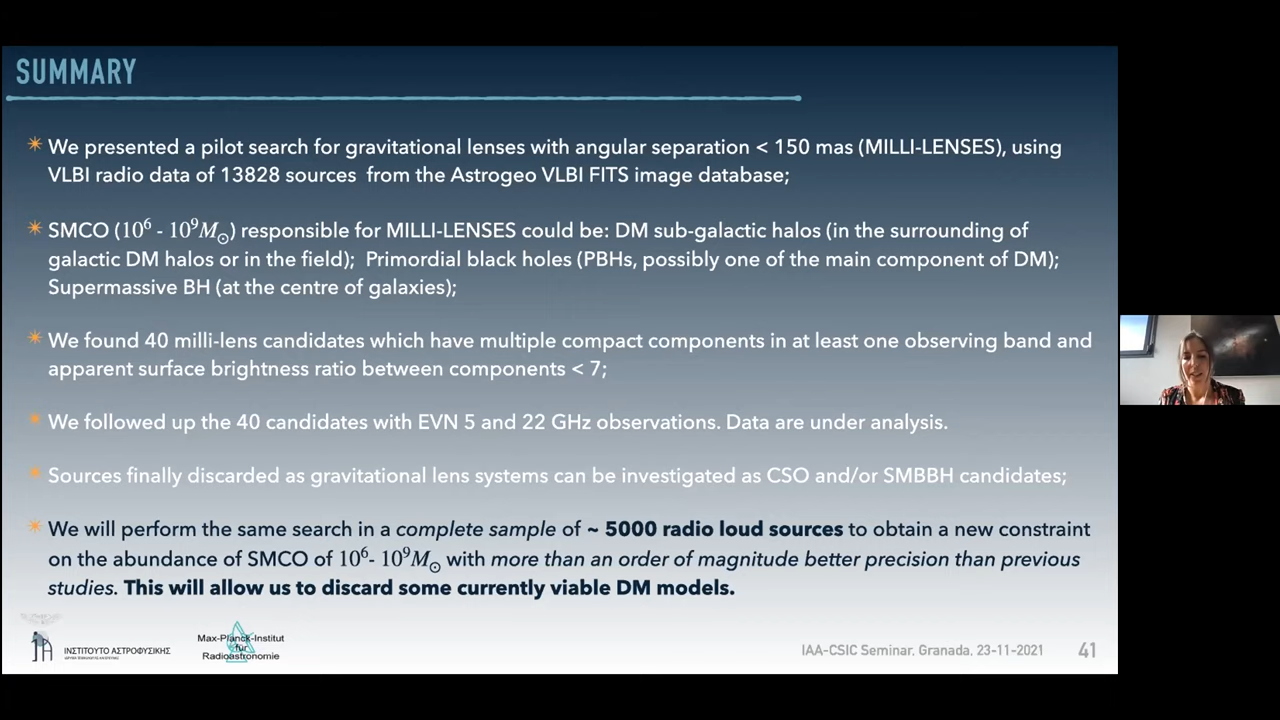 SUMMARY
We presented a pilot search for gravitational lenses with angular separation < 150 mas (MILLI-LENSES), using
VLBI radio data of 13828 sources from the Astrogeo VLBI FITS image database;
SMCO (10⁶ - 10⁹M⊙) responsible for MILLI-LENSES could be: DM sub-galactic halos (in the surrounding of
galactic DM halos or in the field); Primordial black holes (PBHs, possibly one of the main component of DM);
Supermassive BH (at the centre of galaxies);
We found 40 milli-lens candidates which have multiple compact components in at least one observing band and
apparent surface brightness ratio between components < 7;
We followed up the 40 candidates with EVN 5 and 22 GHz observations. Data are under analysis.
Sources finally discarded as gravitational lens systems can be investigated as CSO and/or SMBBH candidates;
We will perform the same search in a complete sample of ~ 5000 radio loud sources to obtain a new constraint
on the abundance of SMCO of 10⁶- 10⁹M⊙ with more than an order of magnitude better precision than previous
studies. This will allow us to discard some currently viable DM models.
ΙΝΣΤΙΤΟΥΤΟ ΑΣΤΡΟΦΥΣΙΚΗΣ
Max-Planck-Institut
für
Radioastronomie
IAA-CSIC Seminar, Granada, 23-11-2021
41